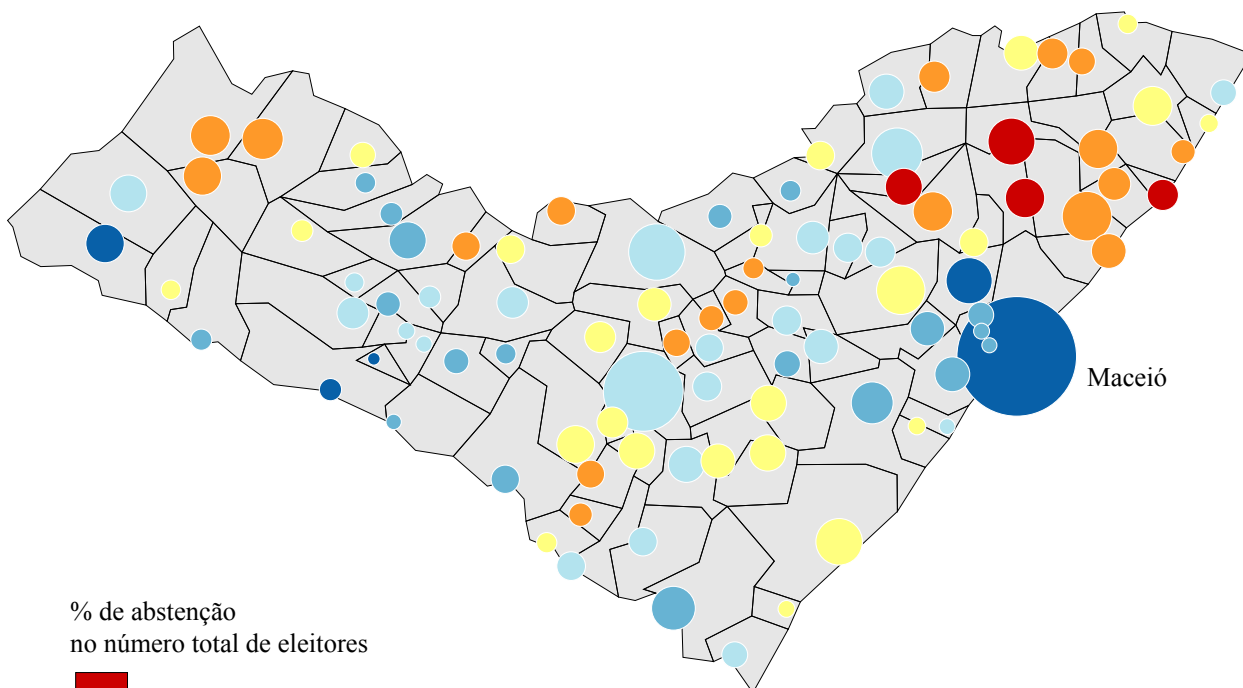 Maceió
% de abstenção
no número total de eleitores